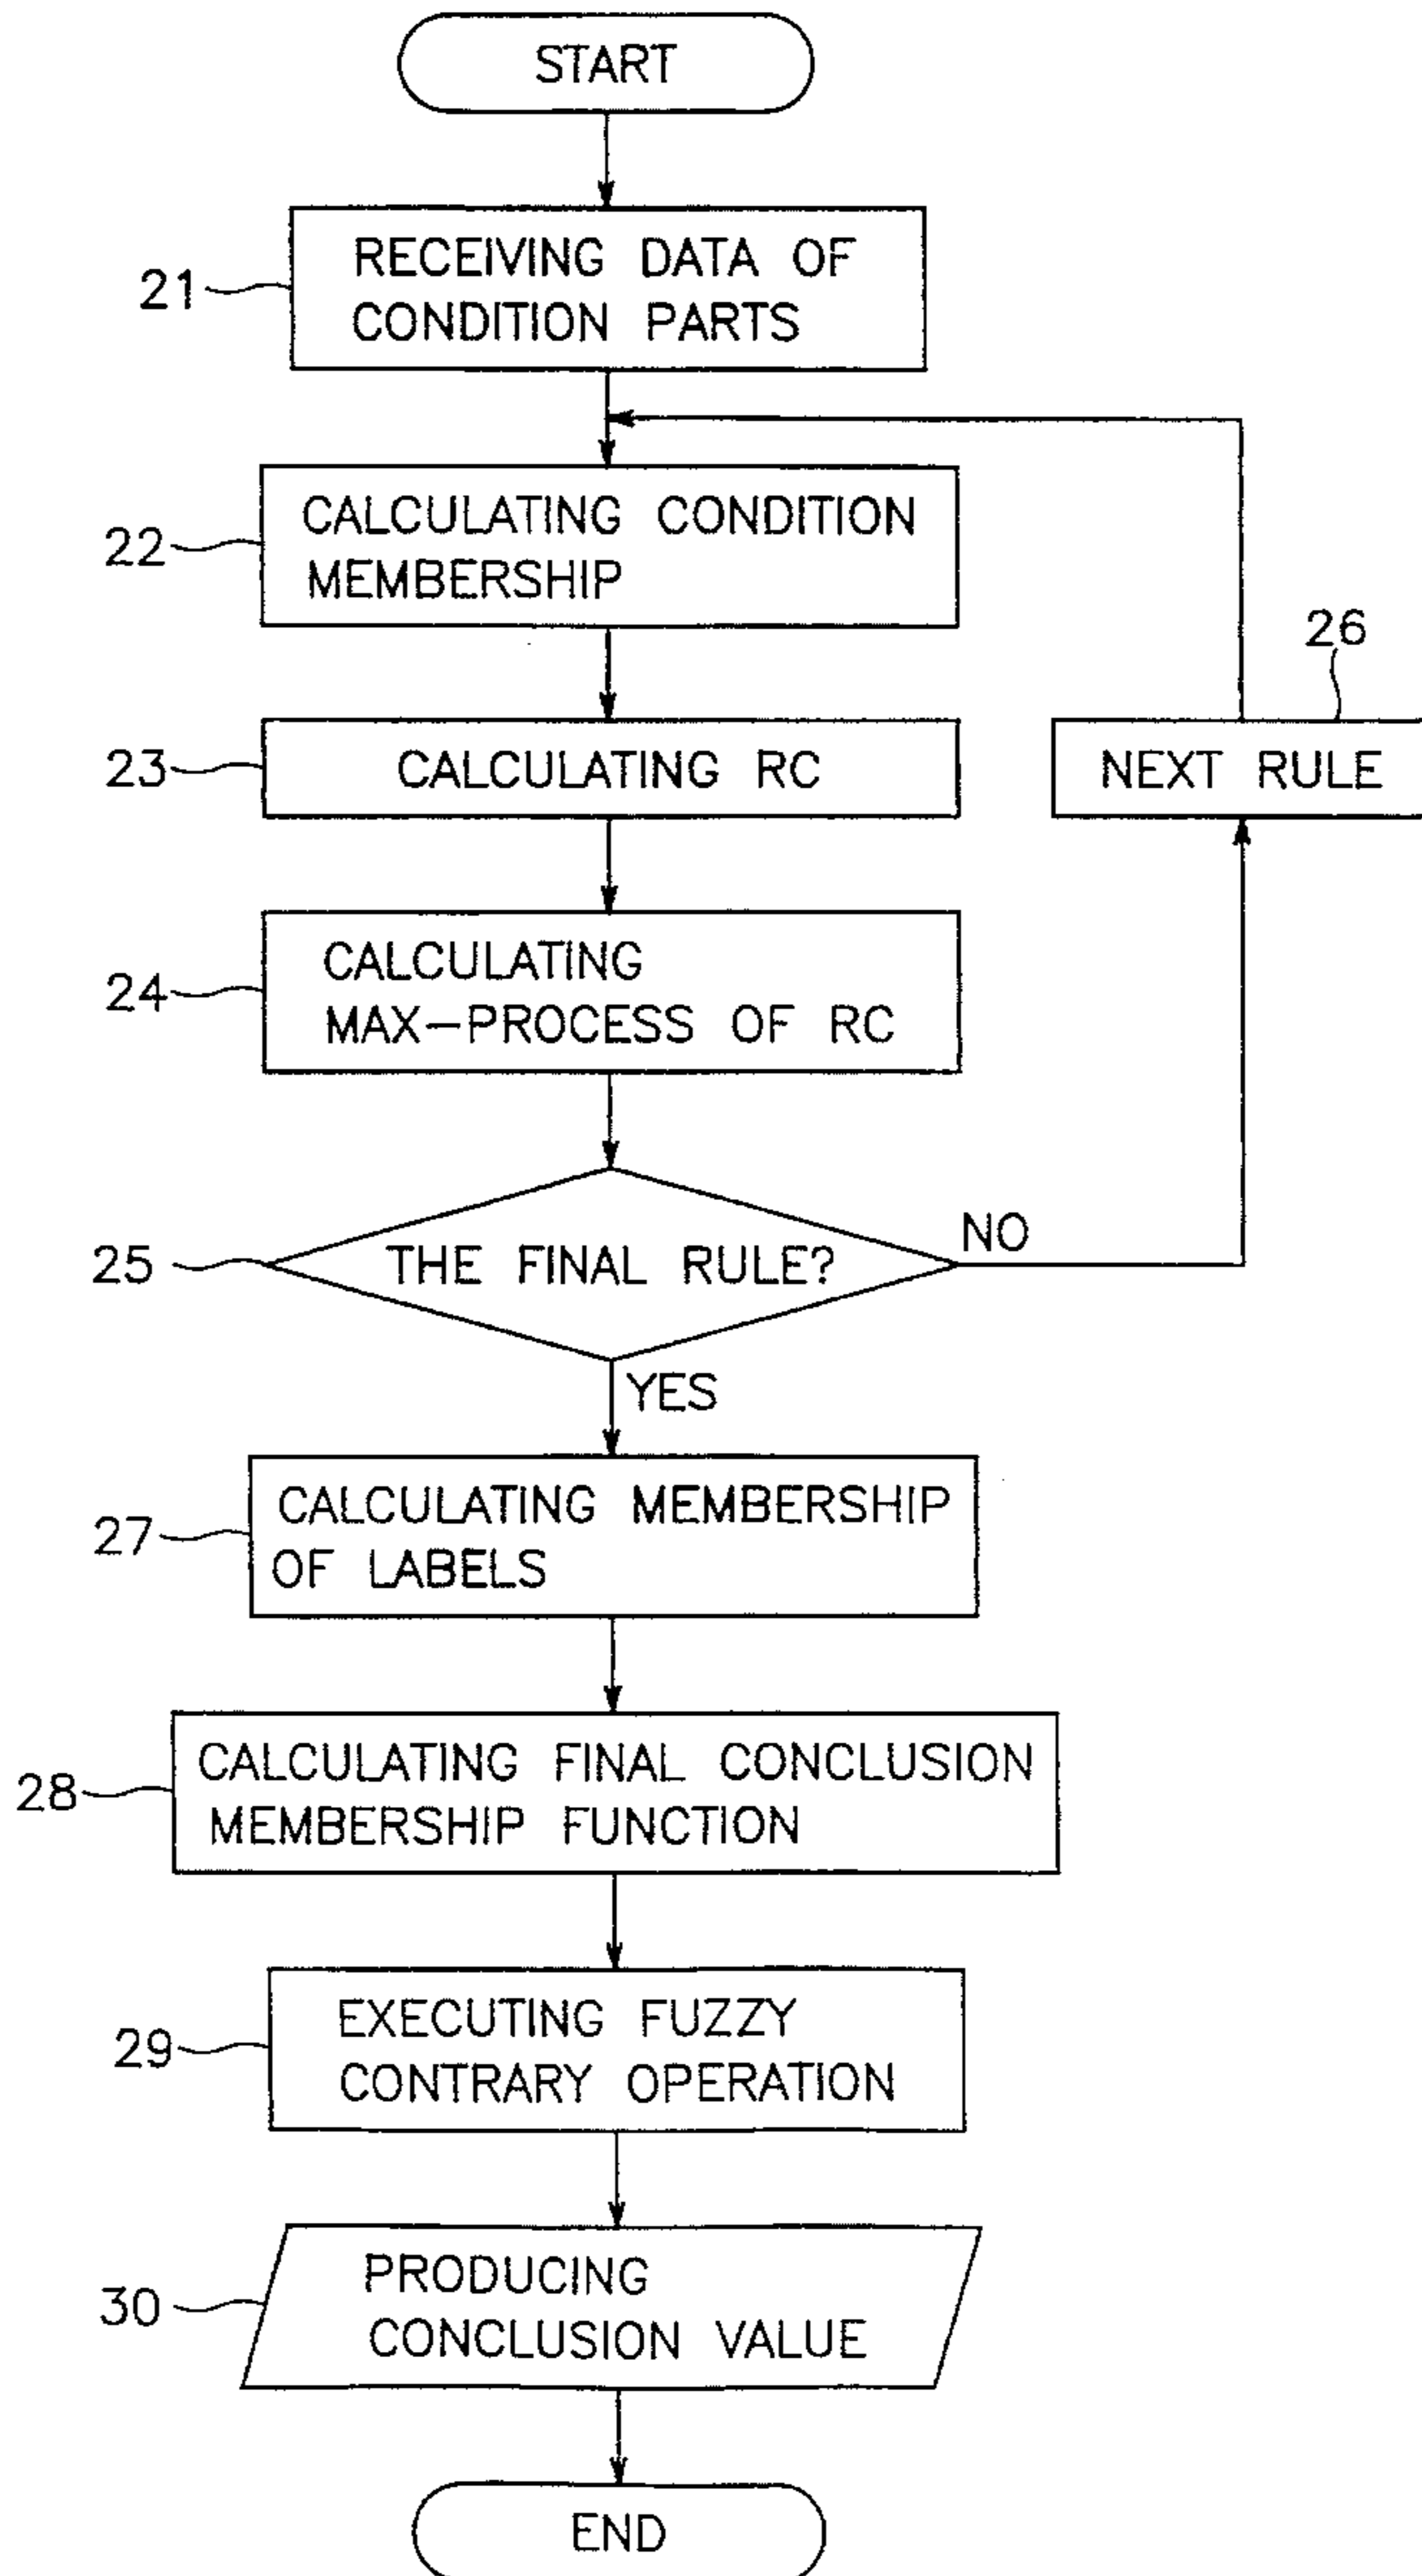 START
21
RECEIVING DATA OF
CONDITION PARTS
22
CALCULATING CONDITION
MEMBERSHIP
26
23
CALCULATING RC
NEXT RULE
24
CALCULATING
MAX-PROCESS OF RC
25
THE FINAL RULE?
NO
YES
27
CALCULATING MEMBERSHIP
OF LABELS
28
CALCULATING FINAL CONCLUSION
MEMBERSHIP FUNCTION
29
EXECUTING FUZZY
CONTRARY OPERATION
30
PRODUCING
CONCLUSION VALUE
END